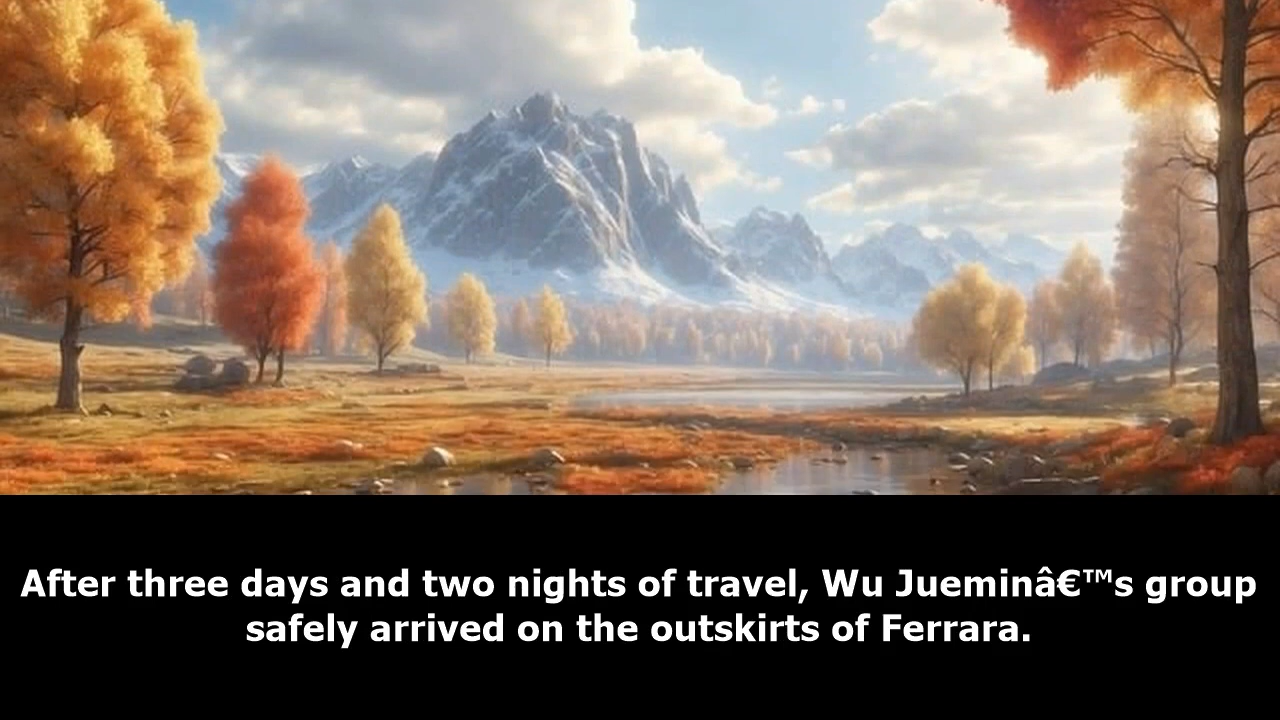 After three days and two nights of travel, Wu Jueminâ€™s group
safely arrived on the outskirts of Ferrara.